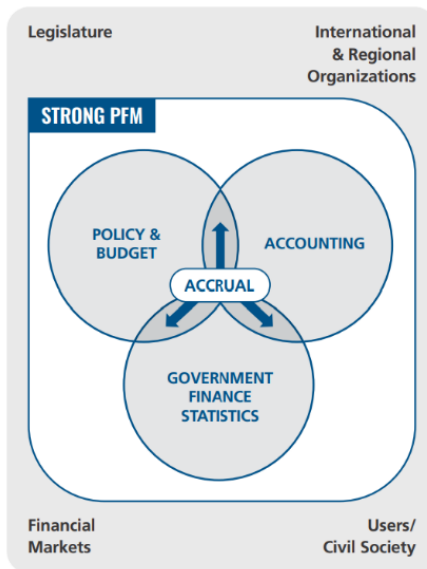 Legislature
International
& Regional
Organizations
STRONG PFM
POLICY &
BUDGET
ACCOUNTING
ACCRUAL
GOVERNMENT
FINANCE
STATISTICS
Financial
Markets
Users/
Civil Society